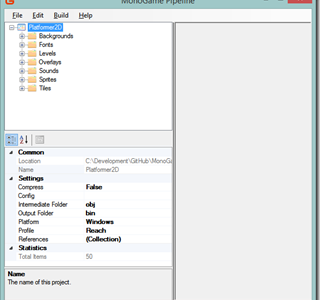 MonoGame Pipeline
File Edit Build Help
Platformer2D
Backgrounds
Fonts
Levels
Overlays
Sounds
Sprites
Tiles
Common
Location C:\Development\GitHub\MonoGa
Name Platformer2D
Settings
Compress False
Config
Intermediate Folder obj
Output Folder bin
Platform Windows
Profile Reach
References (Collection)
Statistics
Total Items 50
Name
The name of this project.